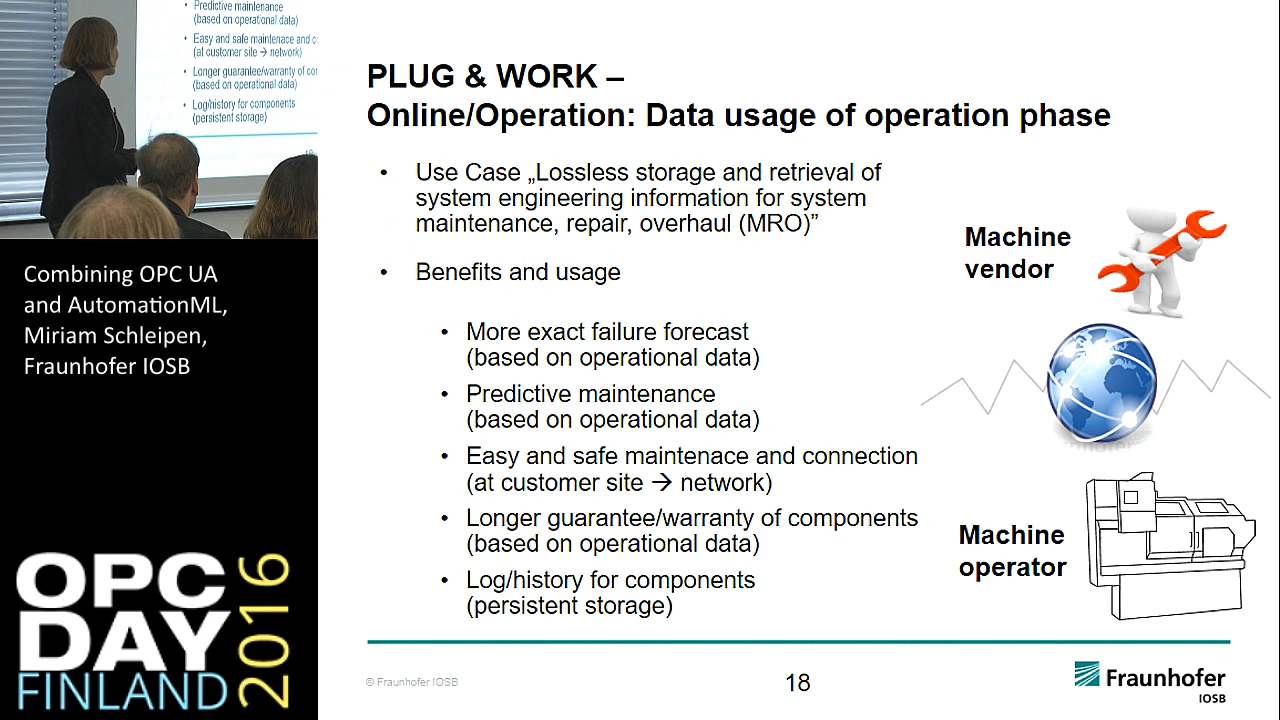 • Predictive maintenance
(based on operational data)
• Easy and safe maintenace and c
(at customer site → network)
• Longer guarantee/warranty of cor
(based on operational data)
• Log/history for components
(persistent storage)
Combining OPC UA
and AutomationML,
Miriam Schleipen,
Fraunhofer IOSB
OPC
DAY
FINLAND
2016
PLUG & WORK –
Online/Operation: Data usage of operation phase
• Use Case „Lossless storage and retrieval of
system engineering information for system
maintenance, repair, overhaul (MRO)”
• Benefits and usage
• More exact failure forecast
(based on operational data)
• Predictive maintenance
(based on operational data)
• Easy and safe maintenace and connection
(at customer site → network)
• Longer guarantee/warranty of components
(based on operational data)
• Log/history for components
(persistent storage)
Machine
vendor
Machine
operator
© Fraunhofer IOSB
18
Fraunhofer
IOSB